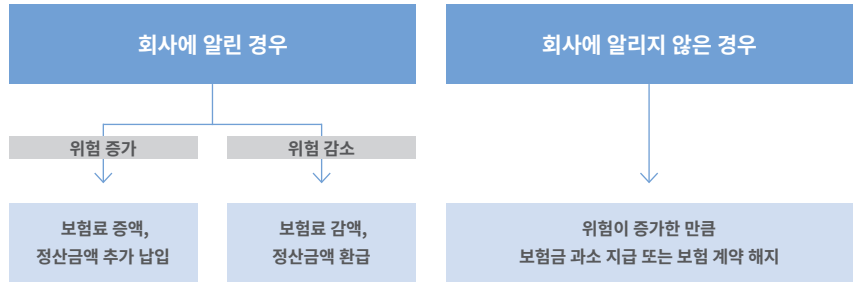 회사에 알린 경우
회사에 알리지 않은 경우
위험 증가
위험 감소
보험료 증액,
정산금액 추가 납입
보험료 감액,
정산금액 환급
위험이 증가한 만큼
보험금 과소 지급 또는 보험 계약 해지